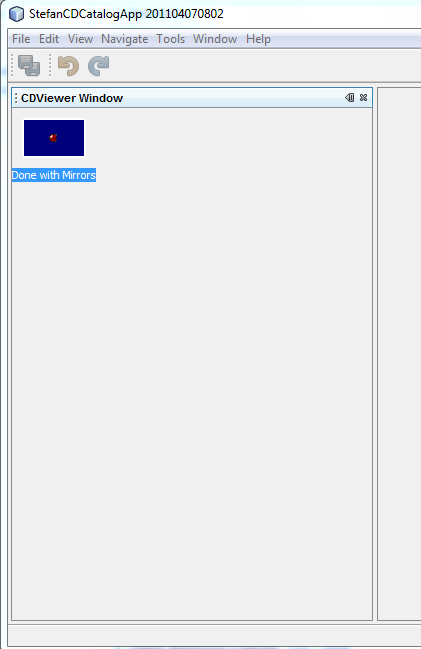 StefanCDCatalogApp 201104070802
File Edit View Navigate Tools Window Help
CDViewer Window
Done with Mirrors